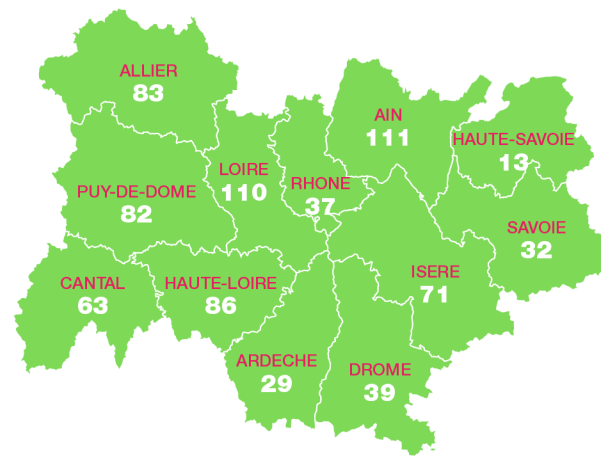 ALLIER
83
AIN
111
HAUTE-SAVOIE
13
LOIRE
110
RHONE
37
PUY-DE-DOME
82
SAVOIE
32
CANTAL
63
HAUTE-LOIRE
86
ISERE
71
ARDECHE
29
DROME
39